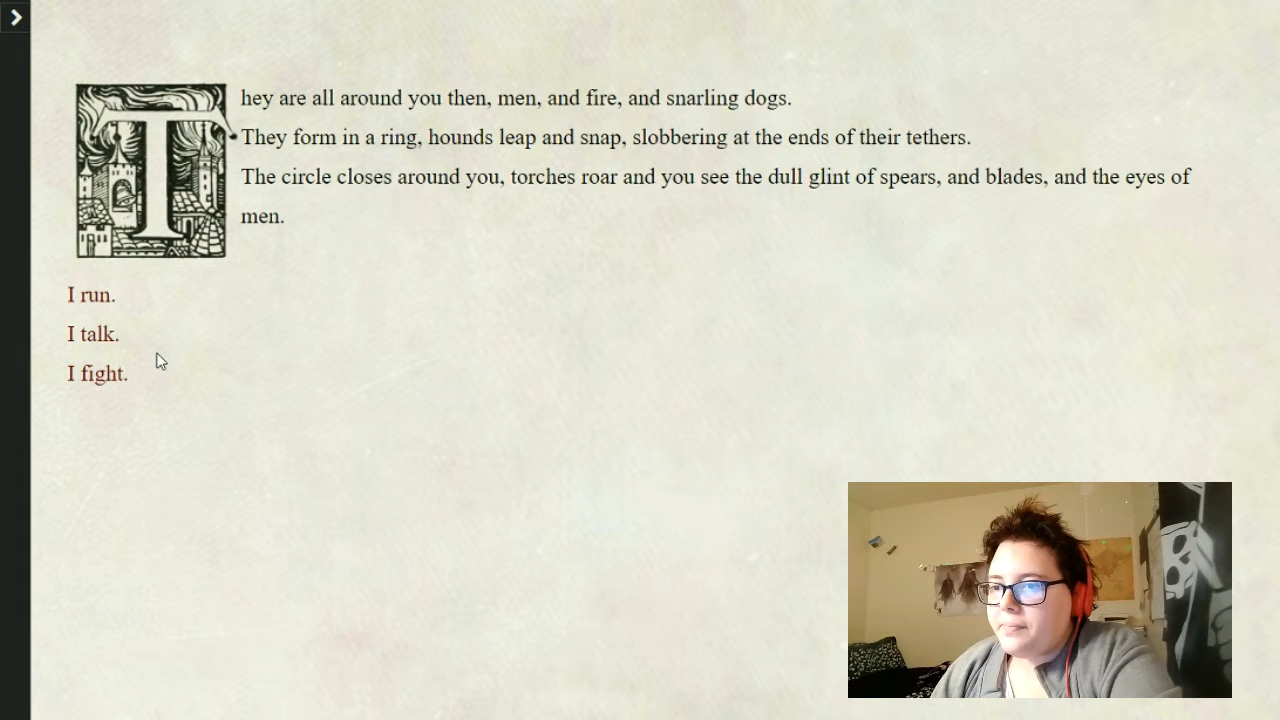 They are all around you then, men, and fire, and snarling dogs.
They form in a ring, hounds leap and snap, slobbering at the ends of their tethers.
The circle closes around you, torches roar and you see the dull glint of spears, and blades, and the eyes of
men.
I run.
I talk.
I fight.